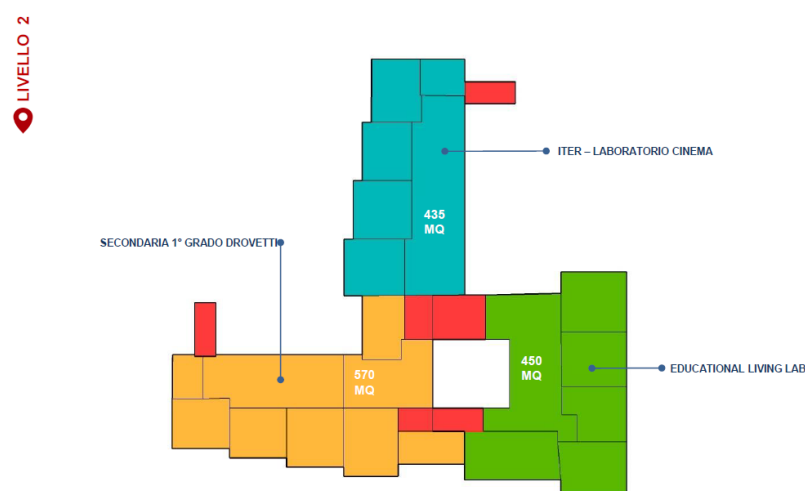 LIVELLO 2
ITER – LABORATORIO CINEMA
435
MQ
SECONDARIA 1° GRADO DROVETTI
570
MQ
450
MQ
EDUCATIONAL LIVING LAB